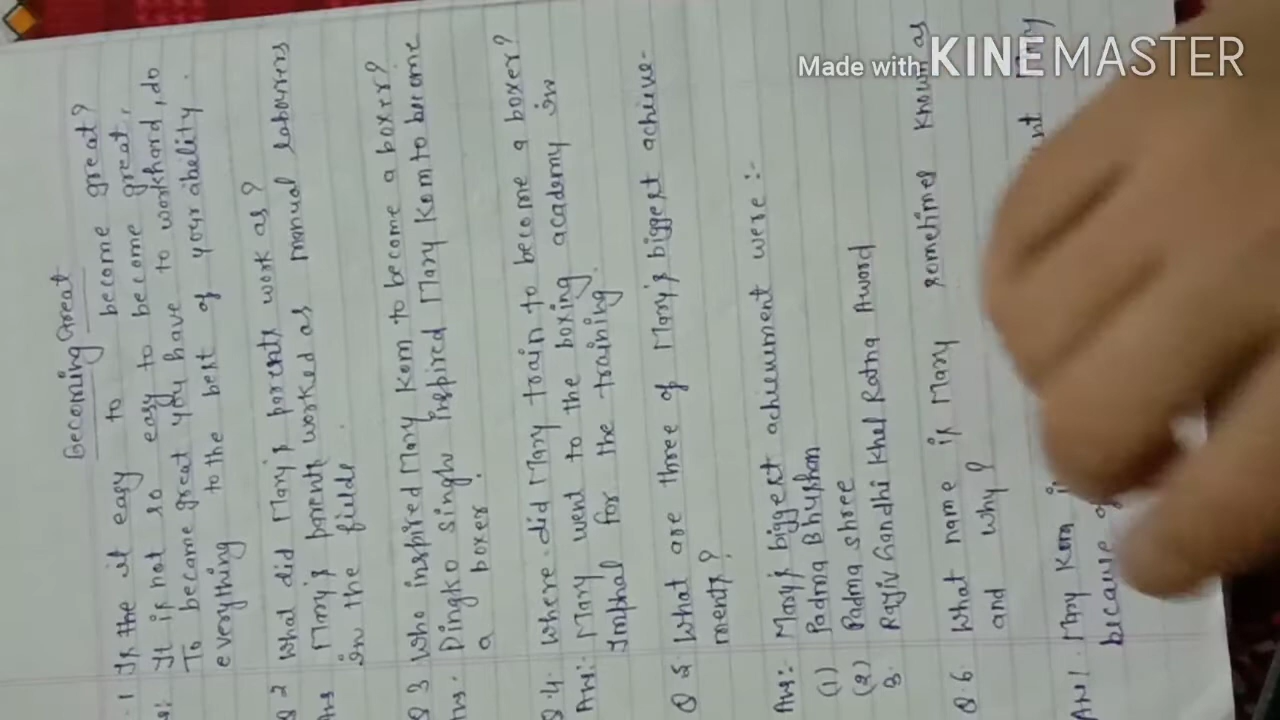 Becoming Great
.1 Is the it easy to become great?
s: It is not so easy to become great,
To became great you have to workhard, do
everything to the best of your abelity.
Q 2 What did Mary's parents work as?
Ans Mary's parents worked as manual labourers
in the fields.
Q 3 Who inspired Mary Kom to become a boxer?
Ans. Dingko singh Inspired Mary Kom to become
a boxer.
Q.4. Where did Mary train to become a boxer?
Ans:- Mary went to the boxing academy in
Imphal for the training.
Q 5 What are three of Mary's biggest achieve-
ments?
Ans:- Mary's biggest achievement were :-
(1) Padma Bhushan
(2) Padma shree
3 Rajiv Gandhi Khel Ratna Award
Q.6 What name is Mary sometimes known as
and why?
Ans. Mary Kom
because
Made with KINEMASTER